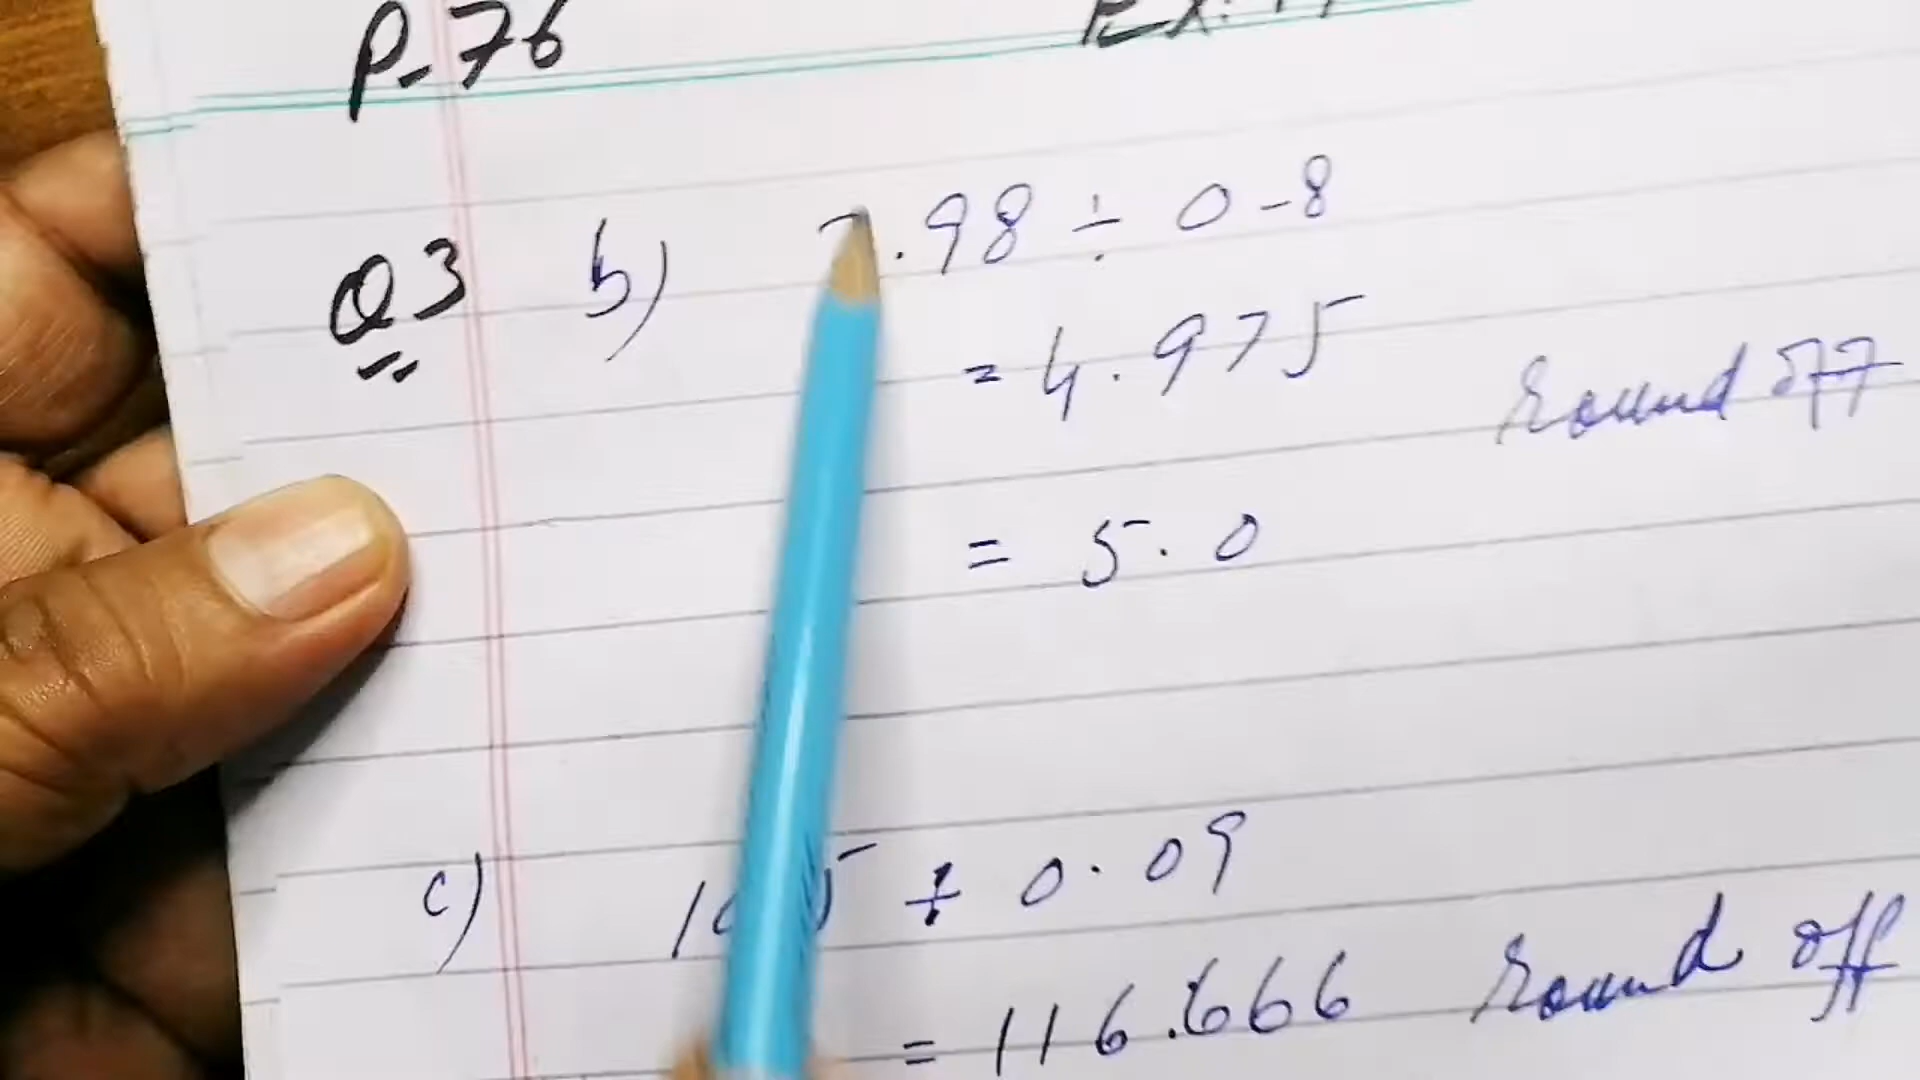 P-76
Q3 b) .98 ÷ 0-8
= 4.975 round off
= 5.0
c) ÷ 0.09
= 116.666 round off